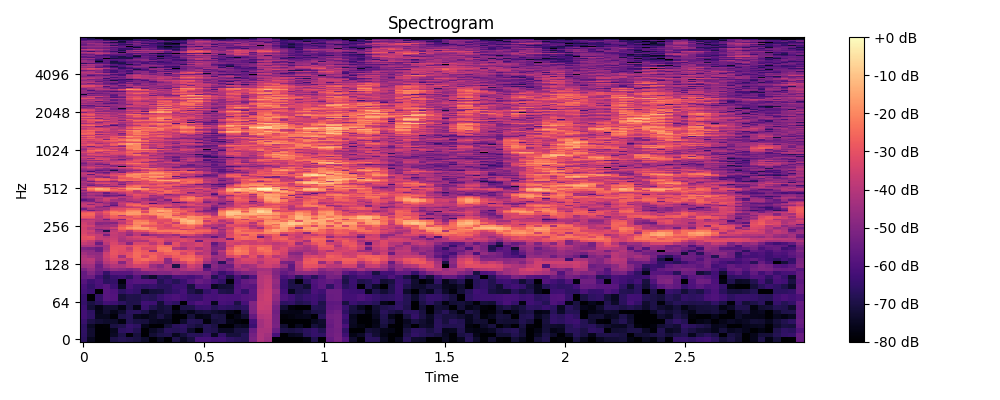 Spectrogram
Hz
4096
2048
1024
512
256
128
64
0
0
0.5
1
1.5
2
2.5
Time
+0 dB
-10 dB
-20 dB
-30 dB
-40 dB
-50 dB
-60 dB
-70 dB
-80 dB